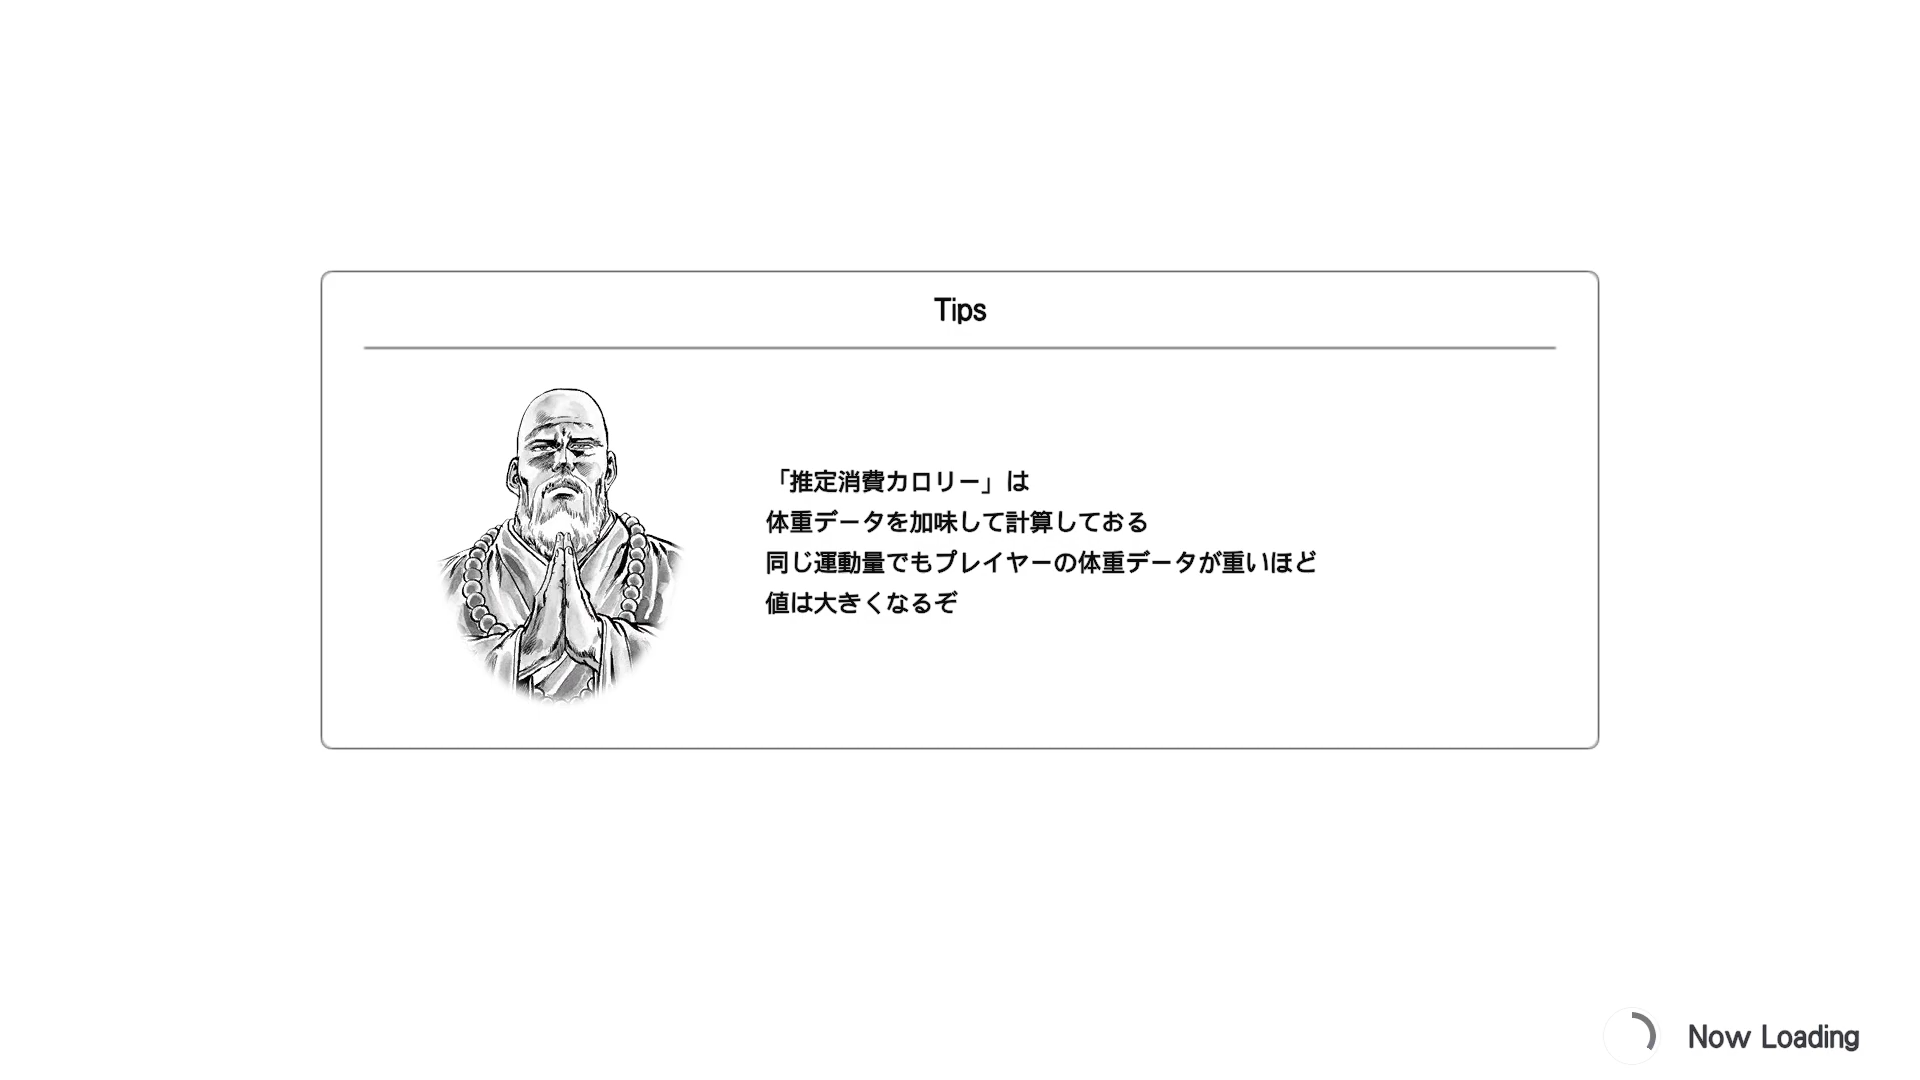 Tips
「推定消費カロリー」は
体重データを加味して計算しておる
同じ運動量でもプレイヤーの体重データが重いほど
値は大きくなるぞ
Now Loading